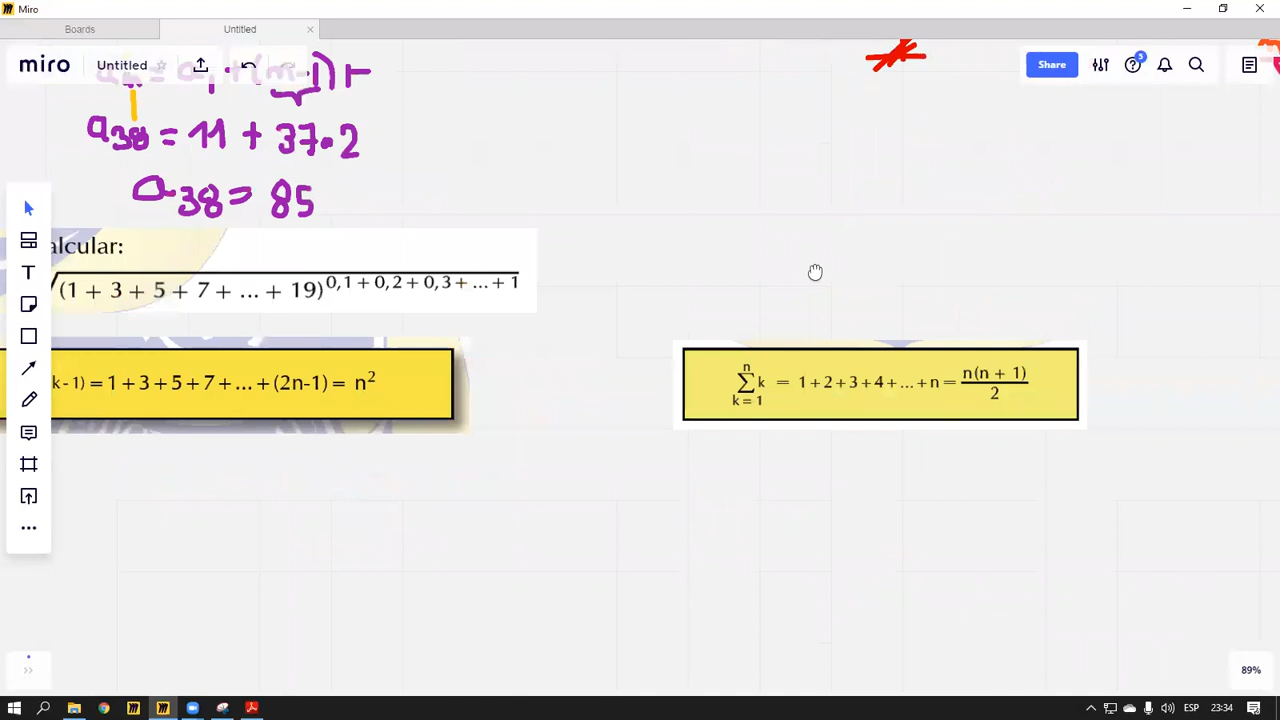 Miro
Boards
Untitled
miro
Untitled
Share
5
a₃₈ = 11 + 37·2
a₃₈ = 85
alcular:
(1 + 3 + 5 + 7 + ... + 19)^0,1 + 0,2 + 0,3 + ... + 1
k - 1) = 1 + 3 + 5 + 7 + ... + (2n-1) = n²
n
∑ k = 1 + 2 + 3 + 4 + ... + n = n(n + 1) / 2
k = 1
89%
ESP
23:34